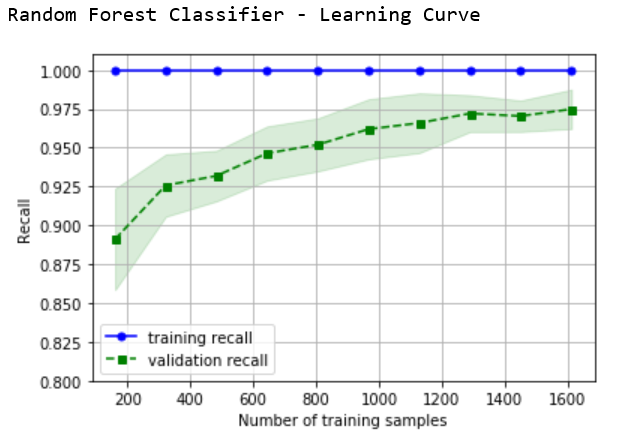 Random Forest Classifier - Learning Curve
1.000
0.975
0.950
0.925
0.900
0.875
0.850
0.825
0.800
Recall
training recall
validation recall
200 400 600 800 1000 1200 1400 1600
Number of training samples